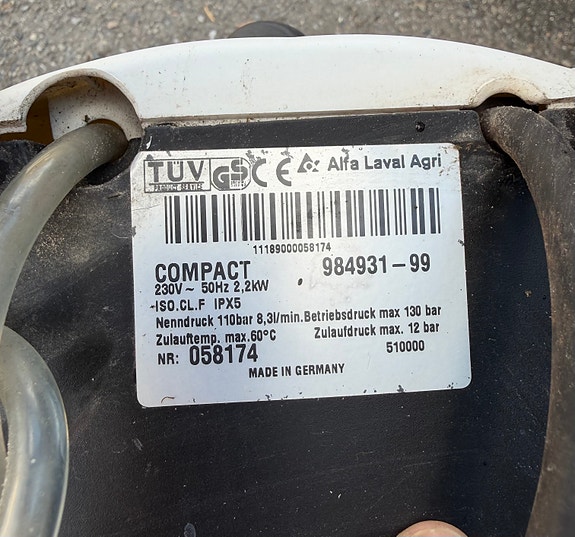 TÜV GS CE Alfa Laval Agri
PRODUCT SERVICE
11189000058174
COMPACT 984931-99
230V~ 50Hz 2,2kW
-ISO.CL.F IPX5
Nenndruck 110bar 8,3l/min. Betriebsdruck max 130 bar
Zulauftemp. max.60°C Zulaufdruck max. 12 bar
NR: 058174 510000
MADE IN GERMANY